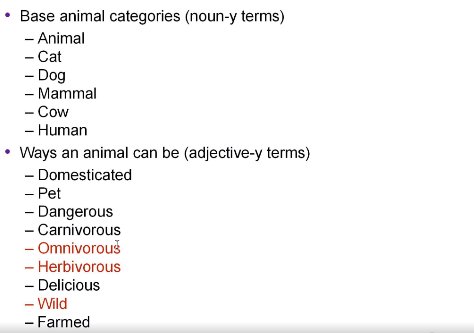 • Base animal categories (noun-y terms)
– Animal
– Cat
– Dog
– Mammal
– Cow
– Human
• Ways an animal can be (adjective-y terms)
– Domesticated
– Pet
– Dangerous
– Carnivorous
– Omnivorous
– Herbivorous
– Delicious
– Wild
– Farmed